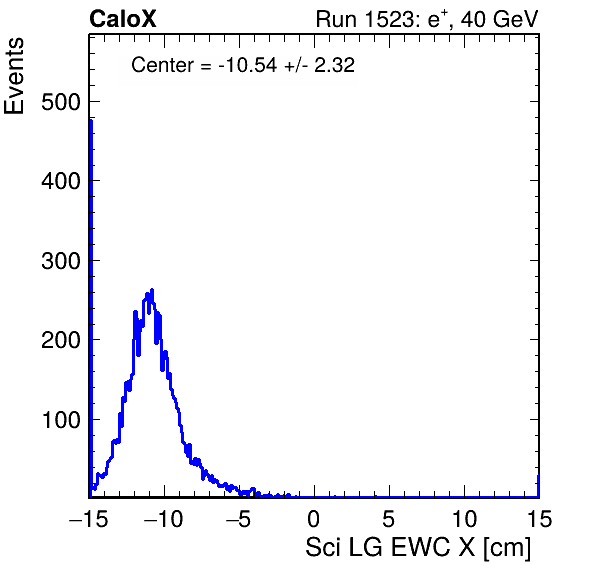 CaloX Run 1523: e⁺, 40 GeV
Center = -10.54 +/- 2.32
Events
500
400
300
200
100
−15 −10 −5 0 5 10 15
Sci LG EWC X [cm]